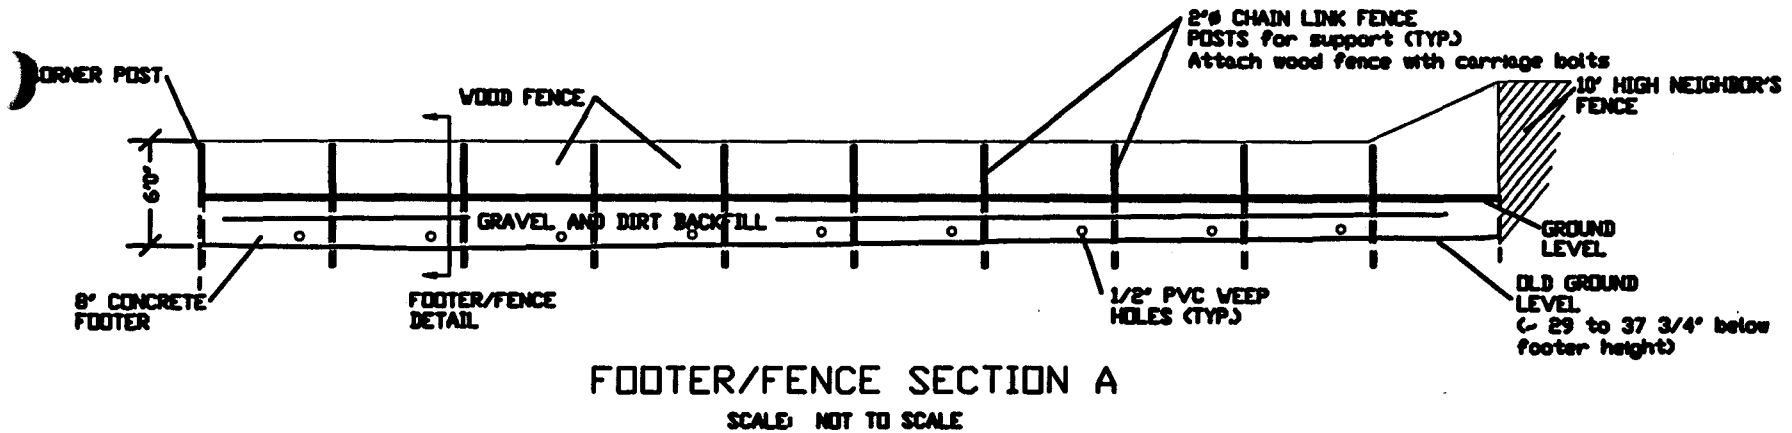 2"ø CHAIN LINK FENCE
POSTS for support (TYP.)
Attach wood fence with carriage bolts
CORNER POST
WOOD FENCE
10' HIGH NEIGHBOR'S
FENCE
6'0"
GRAVEL AND DIRT BACKFILL
GROUND
LEVEL
8" CONCRETE
FOOTER
FOOTER/FENCE
DETAIL
1/2" PVC WEEP
HOLES (TYP.)
OLD GROUND
LEVEL
(~ 29 to 37 3/4" below
footer height)
FOOTER/FENCE SECTION A
SCALE: NOT TO SCALE